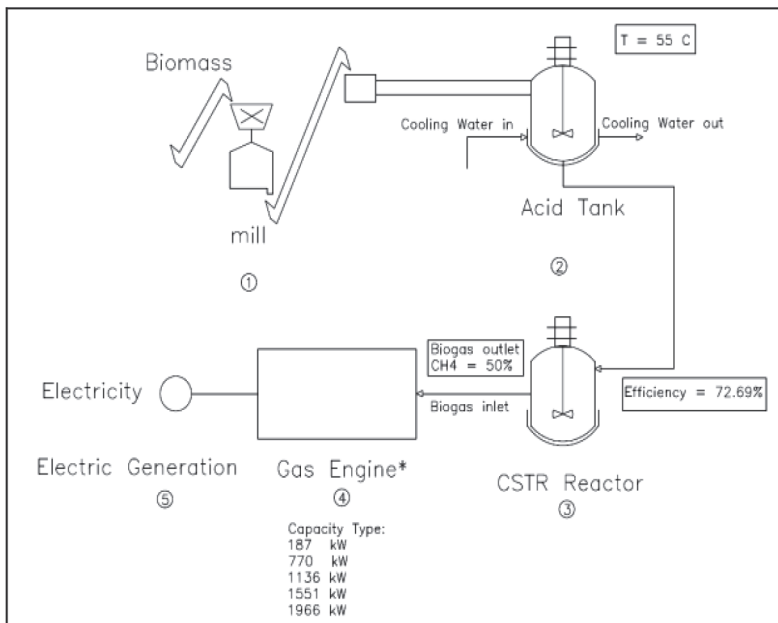 Biomass
mill
①
T = 55 C
Cooling Water in
Cooling Water out
Acid Tank
②
Biogas outlet
CH4 = 50%
Biogas inlet
Efficiency = 72.69%
CSTR Reactor
③
Gas Engine*
④
Capacity Type:
187 kW
770 kW
1136 kW
1551 kW
1966 kW
Electricity
Electric Generation
⑤